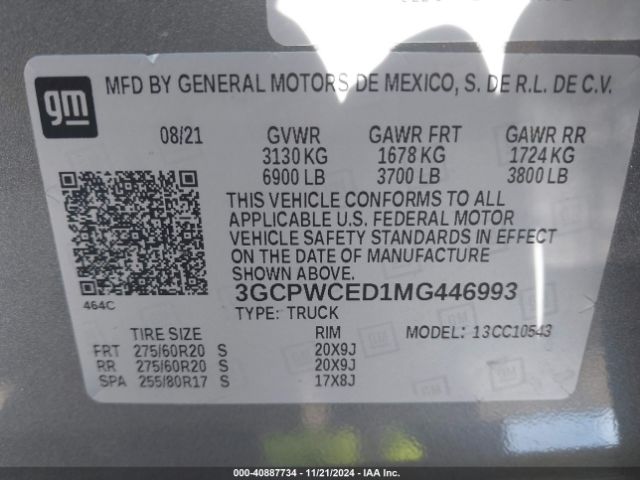 gm
MFD BY GENERAL MOTORS DE MEXICO, S. DE R.L. DE C.V.
08/21 GVWR GAWR FRT GAWR RR
3130 KG 1678 KG 1724 KG
6900 LB 3700 LB 3800 LB
THIS VEHICLE CONFORMS TO ALL
APPLICABLE U.S. FEDERAL MOTOR
VEHICLE SAFETY STANDARDS IN EFFECT
ON THE DATE OF MANUFACTURE
SHOWN ABOVE.
464C
3GCPWCED1MG446993
TYPE: TRUCK
TIRE SIZE RIM MODEL: 13CC10543
FRT 275/60R20 S 20X9J
RR 275/60R20 S 20X9J
SPA 255/80R17 S 17X8J
000-40887734 - 11/21/2024 - IAA Inc.